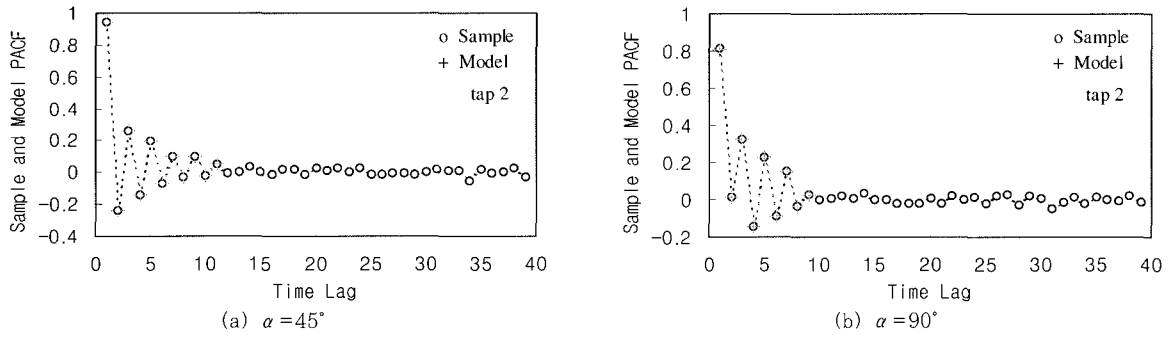 Sample and Model PACF
1
0.8
0.6
0.4
0.2
0
−0.2
−0.4
o Sample
+ Model
tap 2
0 5 10 15 20 25 30 35 40
Time Lag
(a) α=45°
Sample and Model PACF
1
0.8
0.6
0.4
0.2
0
−0.2
o Sample
+ Model
tap 2
0 5 10 15 20 25 30 35 40
Time Lag
(b) α=90°